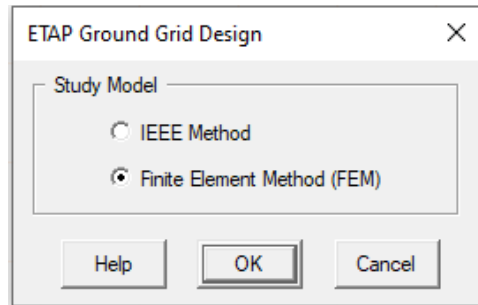 ETAP Ground Grid Design
Study Model
IEEE Method
Finite Element Method (FEM)
Help OK Cancel